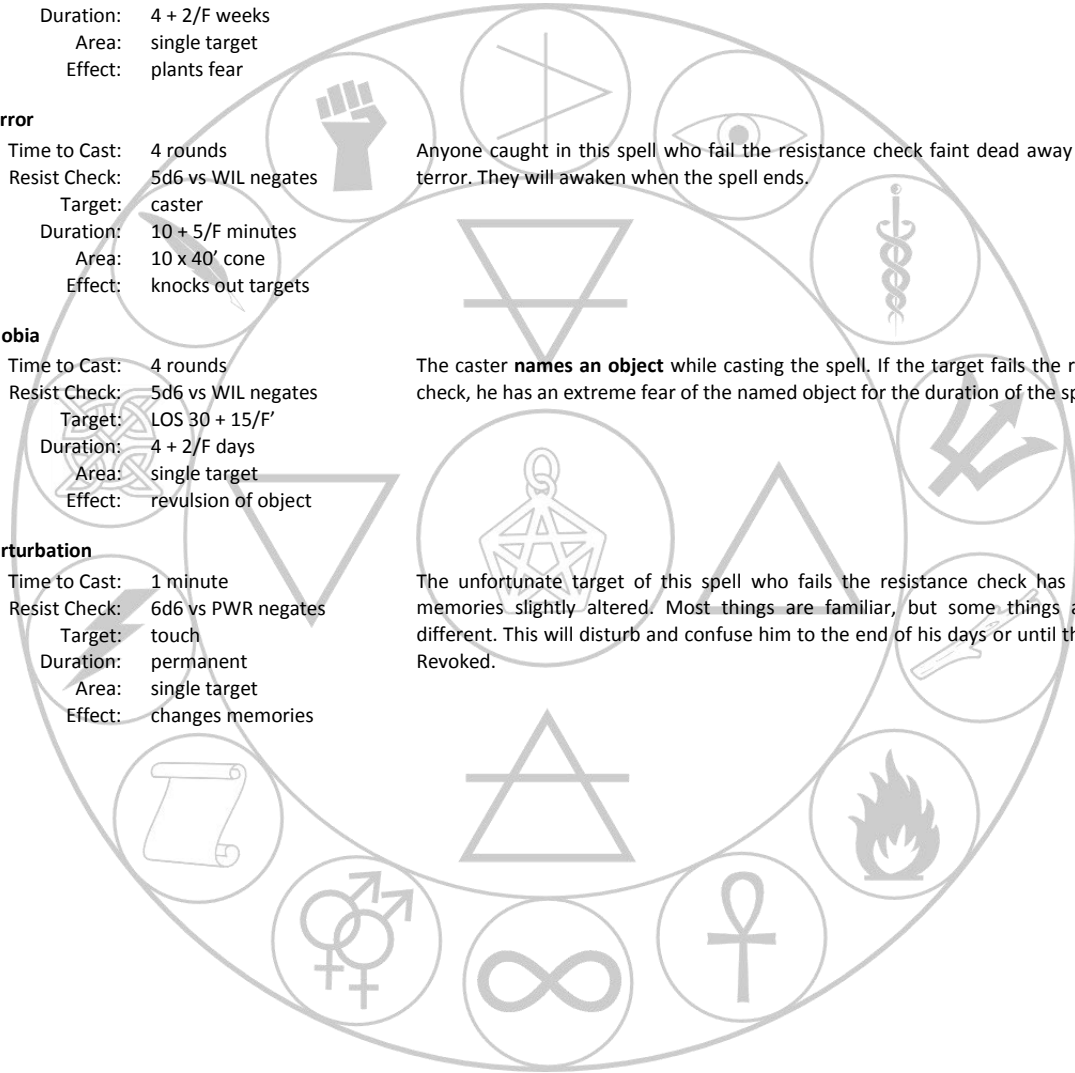 Duration: 4 + 2/F weeks
Area: single target
Effect: plants fear
rror
Time to Cast: 4 rounds
Resist Check: 5d6 vs WIL negates
Target: caster
Duration: 10 + 5/F minutes
Area: 10 x 40’ cone
Effect: knocks out targets
Anyone caught in this spell who fail the resistance check faint dead away
terror. They will awaken when the spell ends.
obia
Time to Cast: 4 rounds
Resist Check: 5d6 vs WIL negates
Target: LOS 30 + 15/F’
Duration: 4 + 2/F days
Area: single target
Effect: revulsion of object
The caster names an object while casting the spell. If the target fails the r
check, he has an extreme fear of the named object for the duration of the sp
rturbation
Time to Cast: 1 minute
Resist Check: 6d6 vs PWR negates
Target: touch
Duration: permanent
Area: single target
Effect: changes memories
The unfortunate target of this spell who fails the resistance check has
memories slightly altered. Most things are familiar, but some things a
different. This will disturb and confuse him to the end of his days or until th
Revoked.